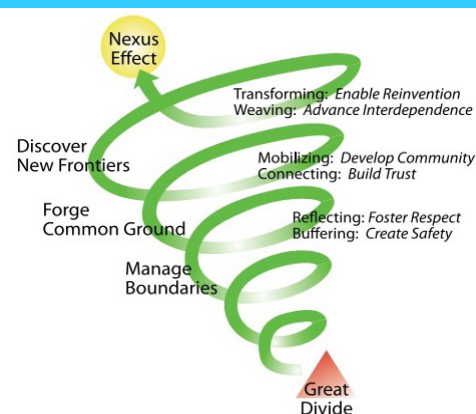 Nexus
Effect
Transforming: Enable Reinvention
Weaving: Advance Interdependence
Discover
New Frontiers
Mobilizing: Develop Community
Connecting: Build Trust
Forge
Common Ground
Reflecting: Foster Respect
Buffering: Create Safety
Manage
Boundaries
Great
Divide